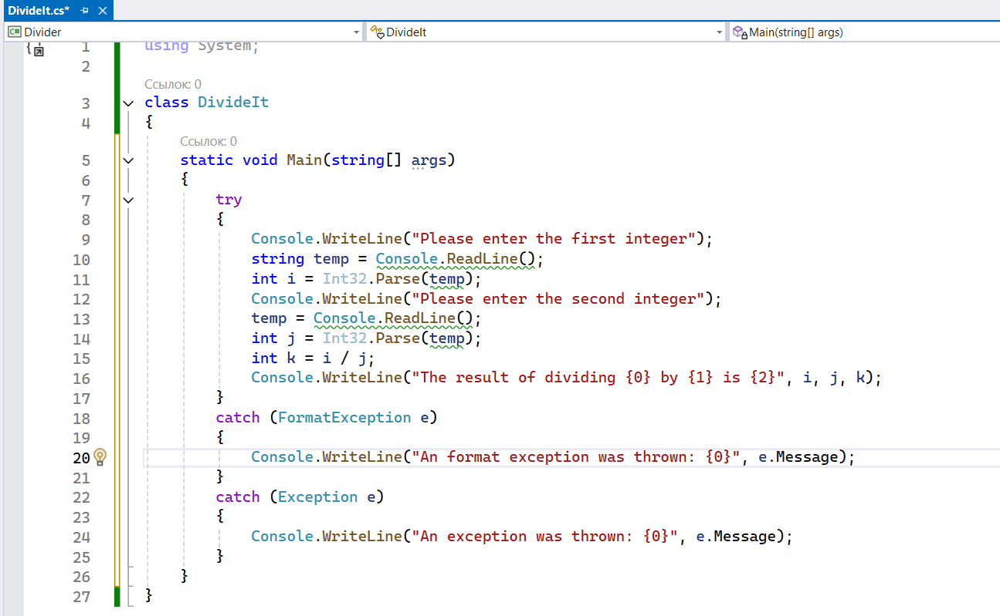 DivideIt.cs*
Divider DivideIt Main(string[] args)
1 using System;
2
Ссылок: 0
3 class DivideIt
4 {
Ссылок: 0
5 static void Main(string[] args)
6 {
7 try
8 {
9 Console.WriteLine("Please enter the first integer");
10 string temp = Console.ReadLine();
11 int i = Int32.Parse(temp);
12 Console.WriteLine("Please enter the second integer");
13 temp = Console.ReadLine();
14 int j = Int32.Parse(temp);
15 int k = i / j;
16 Console.WriteLine("The result of dividing {0} by {1} is {2}", i, j, k);
17 }
18 catch (FormatException e)
19 {
20 Console.WriteLine("An format exception was thrown: {0}", e.Message);
21 }
22 catch (Exception e)
23 {
24 Console.WriteLine("An exception was thrown: {0}", e.Message);
25 }
26 }
27 }